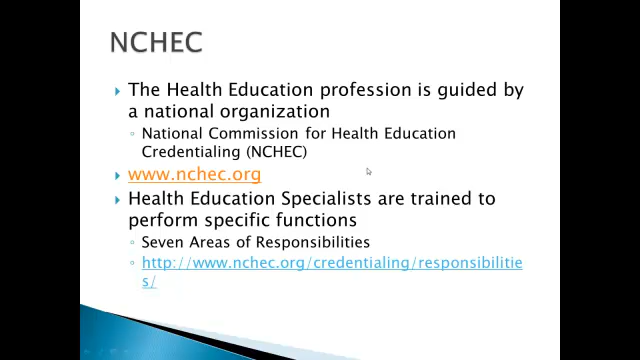 NCHEC
The Health Education profession is guided by
a national organization
National Commission for Health Education
Credentialing (NCHEC)
www.nchec.org
Health Education Specialists are trained to
perform specific functions
Seven Areas of Responsibilities
http://www.nchec.org/credentialing/responsibilitie
s/